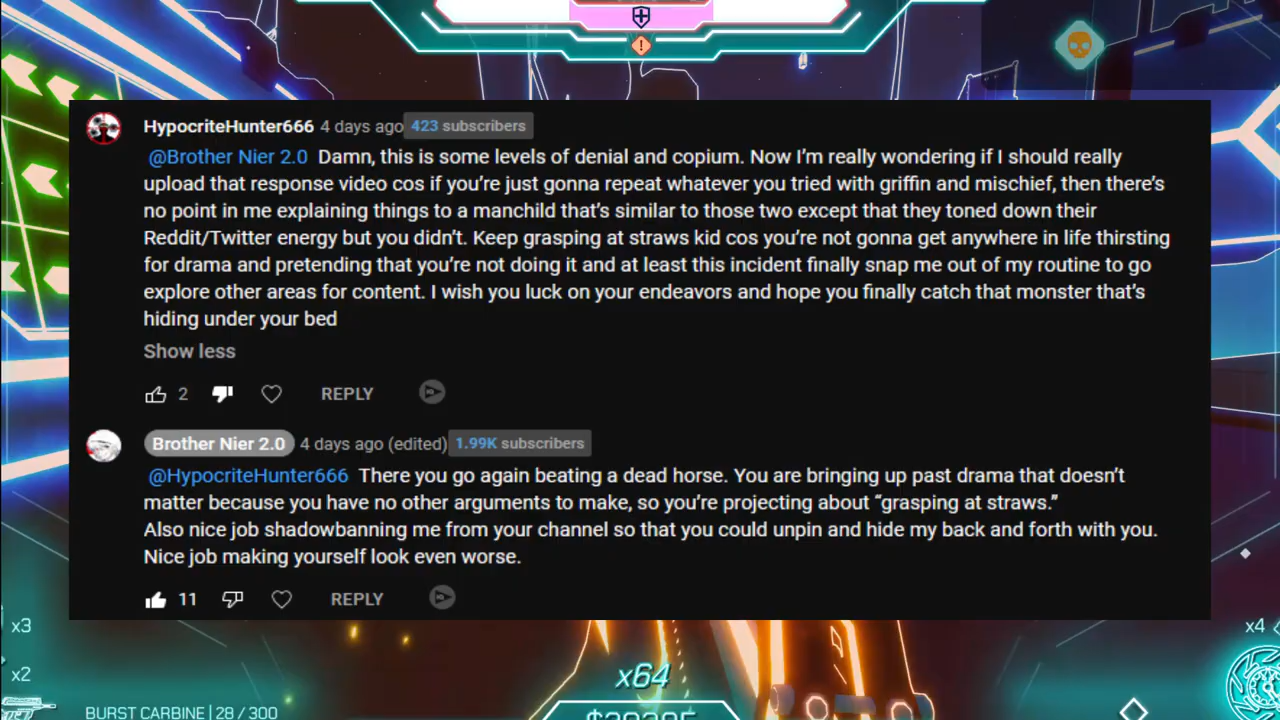 HypocriteHunter666 4 days ago 423 subscribers
@Brother Nier 2.0 Damn, this is some levels of denial and copium. Now I'm really wondering if I should really
upload that response video cos if you're just gonna repeat whatever you tried with griffin and mischief, then there's
no point in me explaining things to a manchild that's similar to those two except that they toned down their
Reddit/Twitter energy but you didn't. Keep grasping at straws kid cos you're not gonna get anywhere in life thirsting
for drama and pretending that you're not doing it and at least this incident finally snap me out of my routine to go
explore other areas for content. I wish you luck on your endeavors and hope you finally catch that monster that's
hiding under your bed
Show less
2 REPLY
Brother Nier 2.0 4 days ago (edited) 1.99K subscribers
@HypocriteHunter666 There you go again beating a dead horse. You are bringing up past drama that doesn't
matter because you have no other arguments to make, so you're projecting about “grasping at straws.”
Also nice job shadowbanning me from your channel so that you could unpin and hide my back and forth with you.
Nice job making yourself look even worse.
11 REPLY
x3 x4
x2 x64
BURST CARBINE | 28 / 300